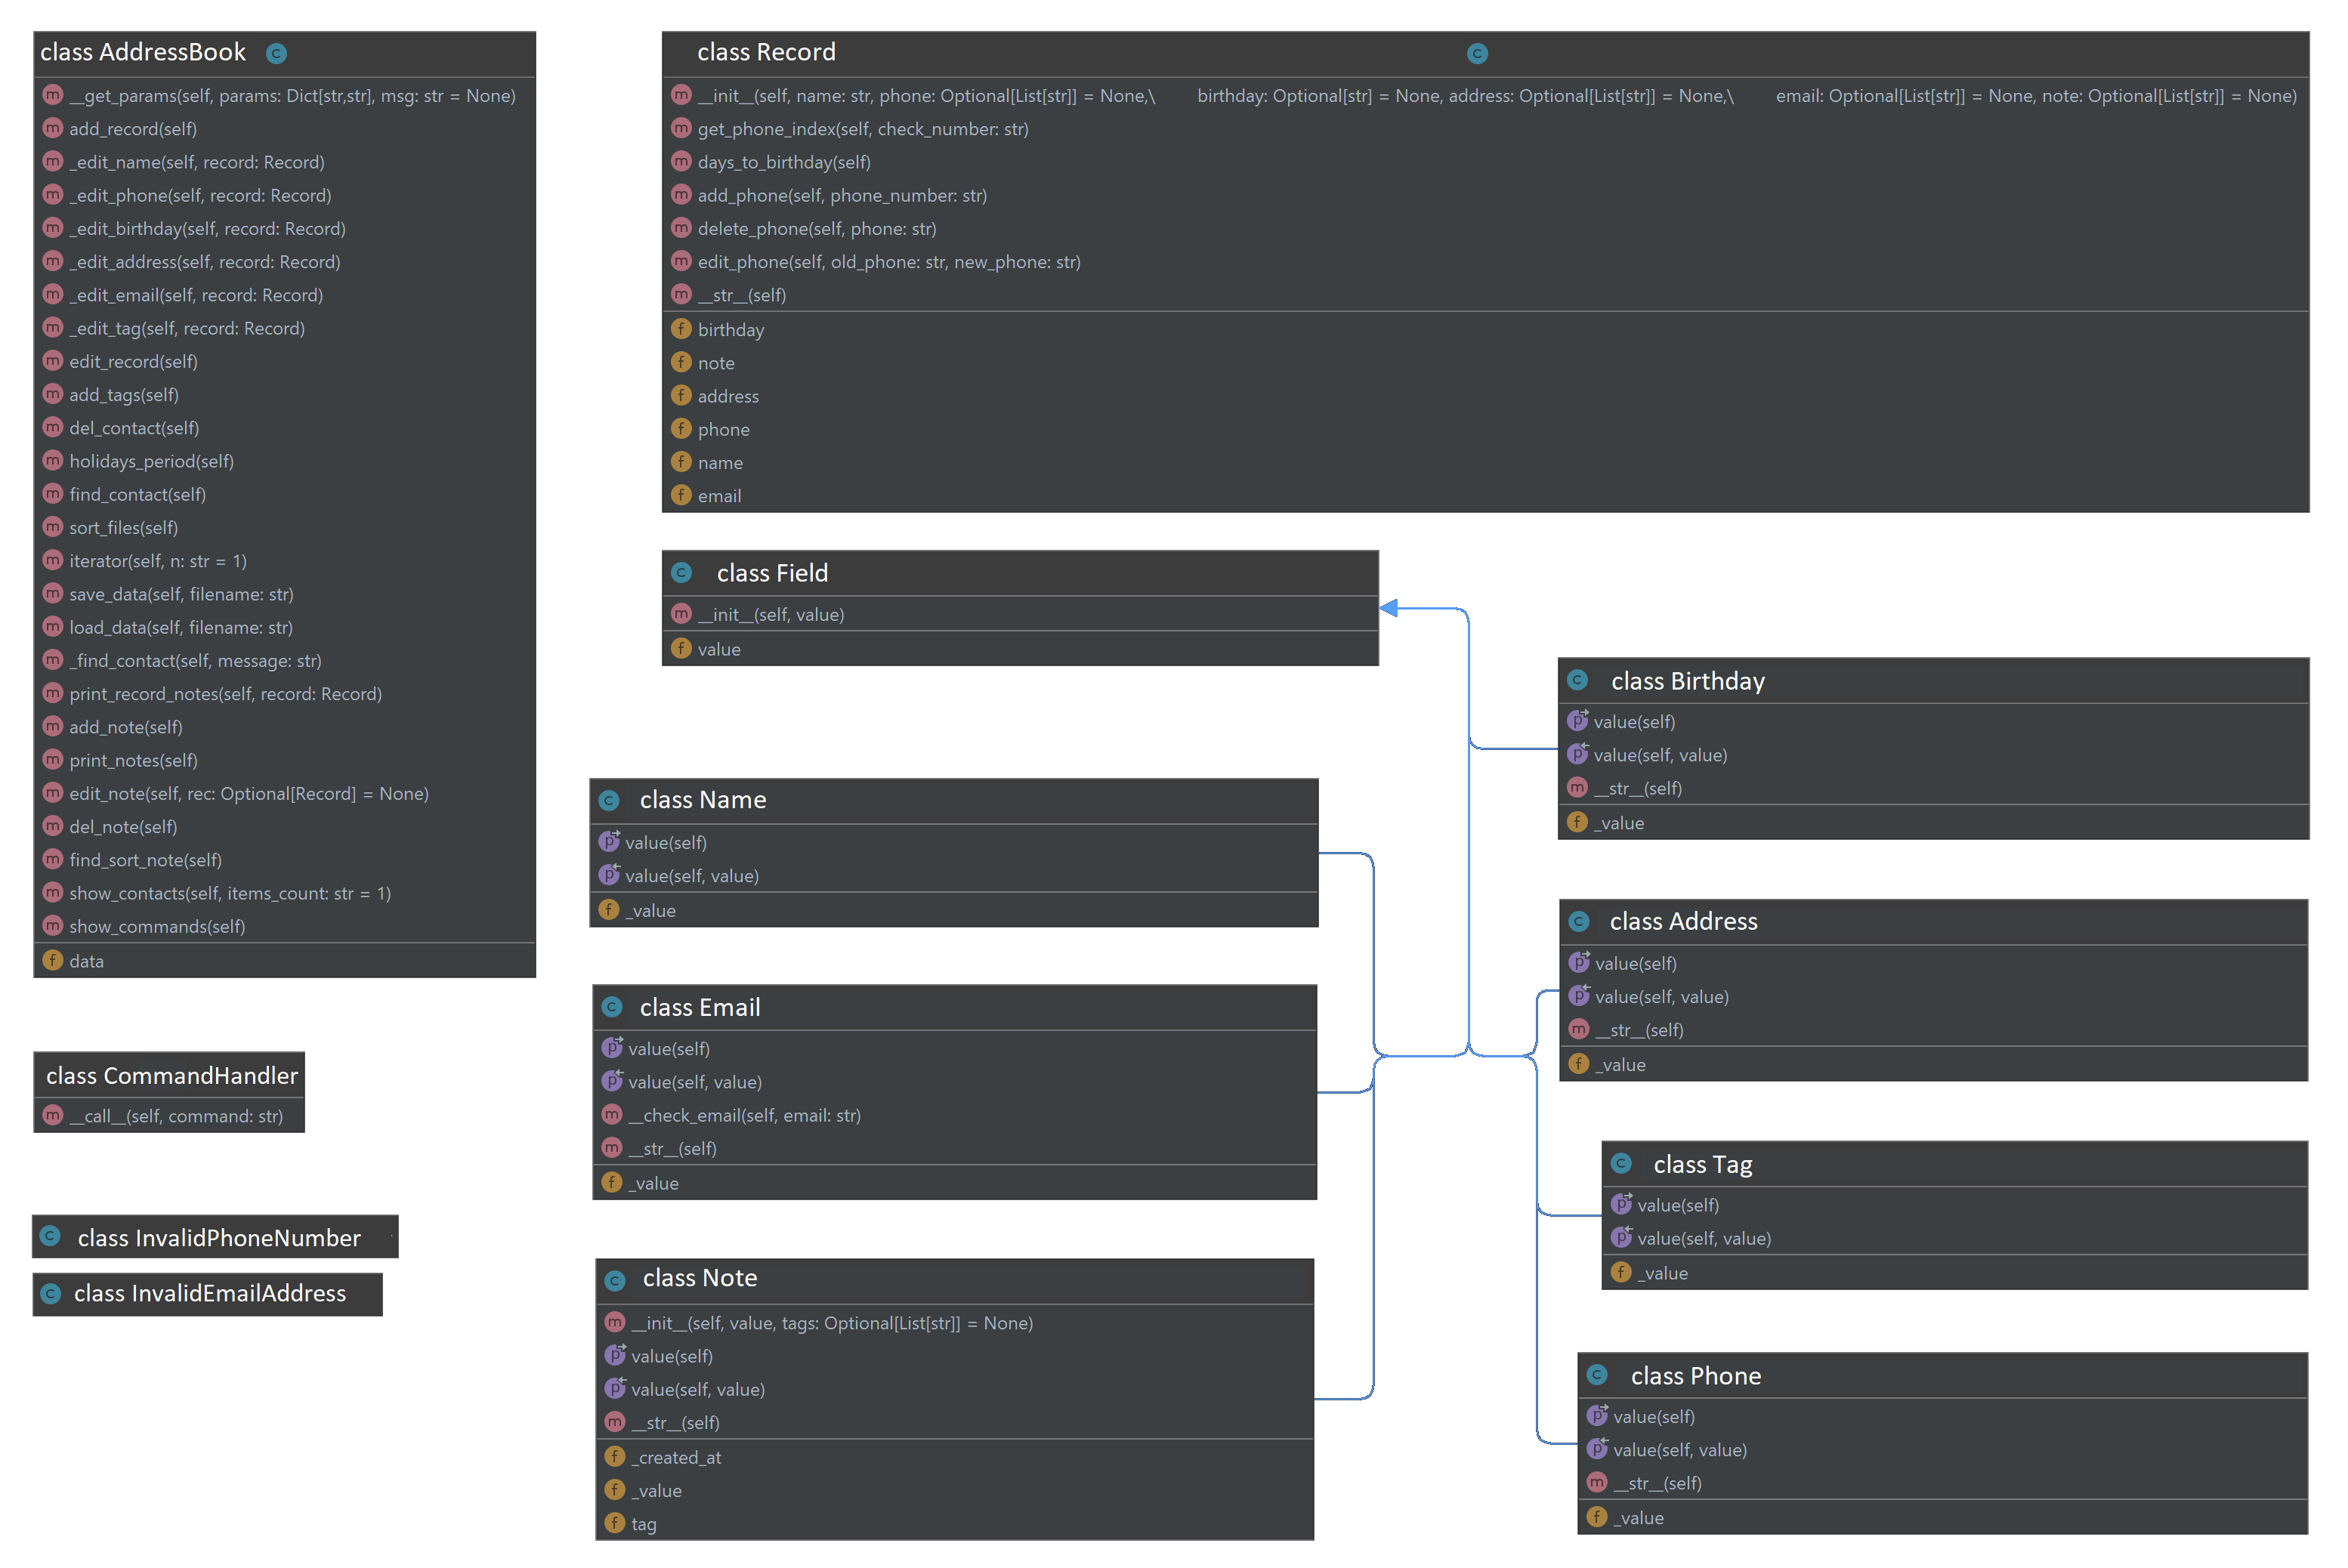 class AddressBook
__get_params(self, params: Dict[str,str], msg: str = None)
add_record(self)
_edit_name(self, record: Record)
_edit_phone(self, record: Record)
_edit_birthday(self, record: Record)
_edit_address(self, record: Record)
_edit_email(self, record: Record)
_edit_tag(self, record: Record)
edit_record(self)
add_tags(self)
del_contact(self)
holidays_period(self)
find_contact(self)
sort_files(self)
iterator(self, n: str = 1)
save_data(self, filename: str)
load_data(self, filename: str)
_find_contact(self, message: str)
print_record_notes(self, record: Record)
add_note(self)
print_notes(self)
edit_note(self, rec: Optional[Record] = None)
del_note(self)
find_sort_note(self)
show_contacts(self, items_count: str = 1)
show_commands(self)
data
class CommandHandler
__call__(self, command: str)
class InvalidPhoneNumber
class InvalidEmailAddress
class Record
__init__(self, name: str, phone: Optional[List[str]] = None,\ birthday: Optional[str] = None, address: Optional[List[str]] = None,\ email: Optional[List[str]] = None, note: Optional[List[str]] = None)
get_phone_index(self, check_number: str)
days_to_birthday(self)
add_phone(self, phone_number: str)
delete_phone(self, phone: str)
edit_phone(self, old_phone: str, new_phone: str)
__str__(self)
birthday
note
address
phone
name
email
class Field
__init__(self, value)
value
class Name
value(self)
value(self, value)
_value
class Email
value(self)
value(self, value)
__check_email(self, email: str)
__str__(self)
_value
class Note
__init__(self, value, tags: Optional[List[str]] = None)
value(self)
value(self, value)
__str__(self)
_created_at
_value
tag
class Birthday
value(self)
value(self, value)
__str__(self)
_value
class Address
value(self)
value(self, value)
__str__(self)
_value
class Tag
value(self)
value(self, value)
_value
class Phone
value(self)
value(self, value)
__str__(self)
_value